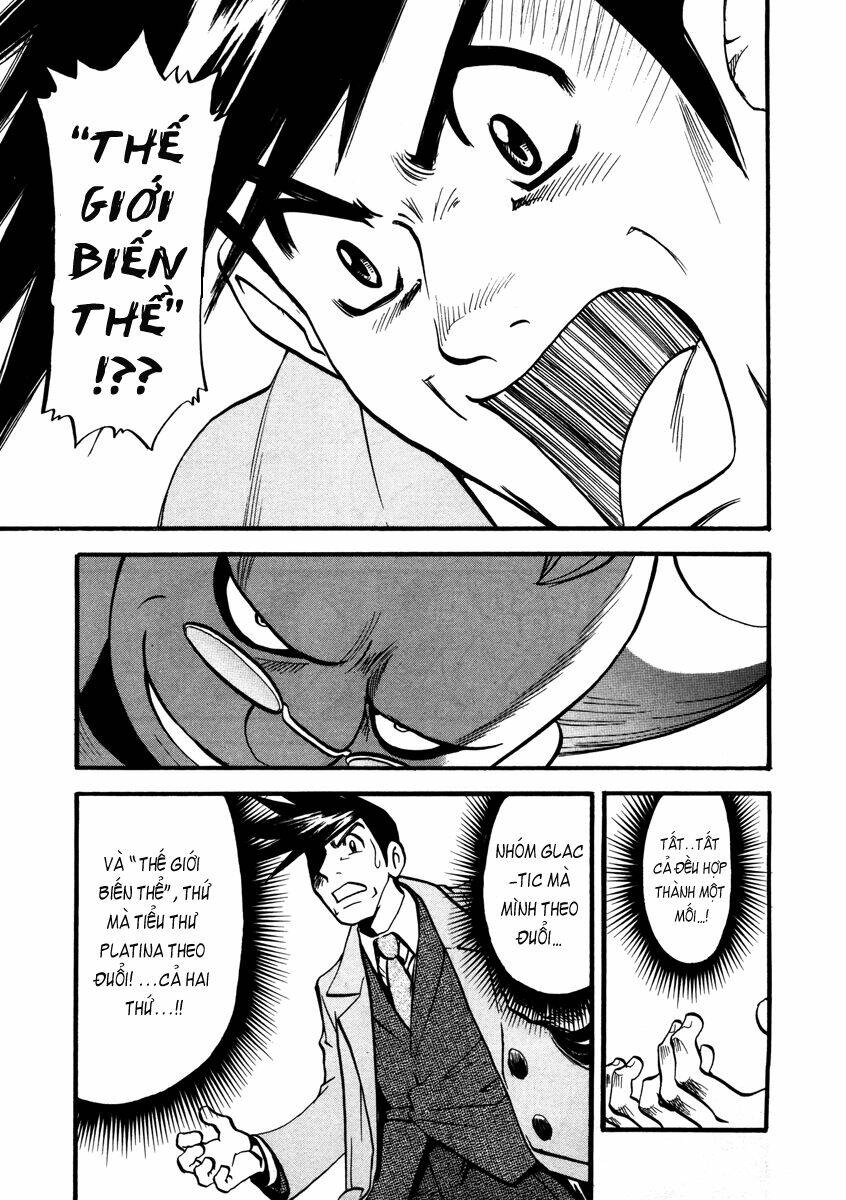 "THẾ
GIỚI
BIẾN
THỂ"
!??
TẤT..TẤT
CẢ ĐỀU HỢP
THÀNH MỘT
MỐI...!
NHÓM GLAC
-TIC MÀ
MÌNH THEO
ĐUỔI...
VÀ "THẾ GIỚI
BIẾN THỂ", THỨ
MÀ TIỂU THƯ
PLATINA THEO
ĐUỔI! ...CẢ HAI
THỨ...!!